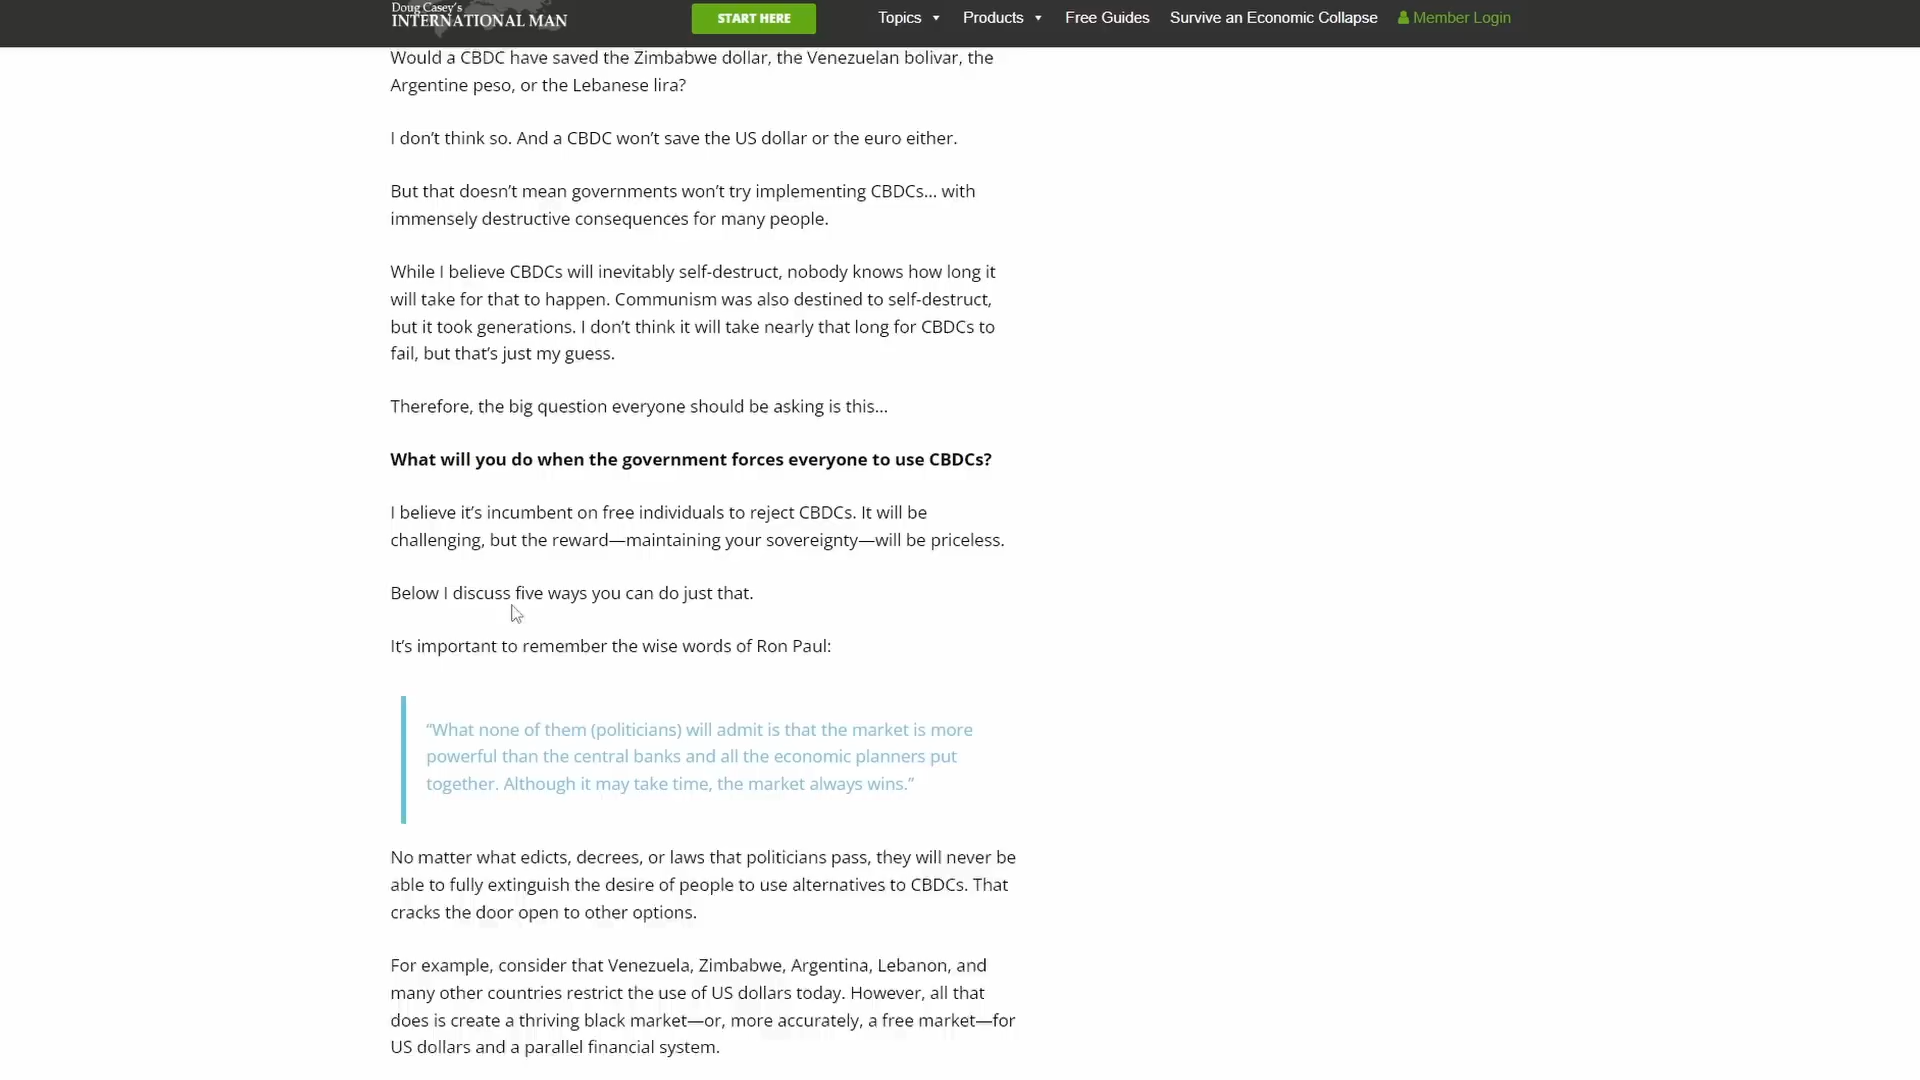 Doug Casey's
INTERNATIONAL MAN
START HERE
Topics
Products
Free Guides
Survive an Economic Collapse
Member Login
Would a CBDC have saved the Zimbabwe dollar, the Venezuelan bolivar, the
Argentine peso, or the Lebanese lira?
I don’t think so. And a CBDC won’t save the US dollar or the euro either.
But that doesn’t mean governments won’t try implementing CBDCs… with
immensely destructive consequences for many people.
While I believe CBDCs will inevitably self-destruct, nobody knows how long it
will take for that to happen. Communism was also destined to self-destruct,
but it took generations. I don’t think it will take nearly that long for CBDCs to
fail, but that’s just my guess.
Therefore, the big question everyone should be asking is this…
What will you do when the government forces everyone to use CBDCs?
I believe it’s incumbent on free individuals to reject CBDCs. It will be
challenging, but the reward—maintaining your sovereignty—will be priceless.
Below I discuss five ways you can do just that.
It’s important to remember the wise words of Ron Paul:
“What none of them (politicians) will admit is that the market is more
powerful than the central banks and all the economic planners put
together. Although it may take time, the market always wins.”
No matter what edicts, decrees, or laws that politicians pass, they will never be
able to fully extinguish the desire of people to use alternatives to CBDCs. That
cracks the door open to other options.
For example, consider that Venezuela, Zimbabwe, Argentina, Lebanon, and
many other countries restrict the use of US dollars today. However, all that
does is create a thriving black market—or, more accurately, a free market—for
US dollars and a parallel financial system.